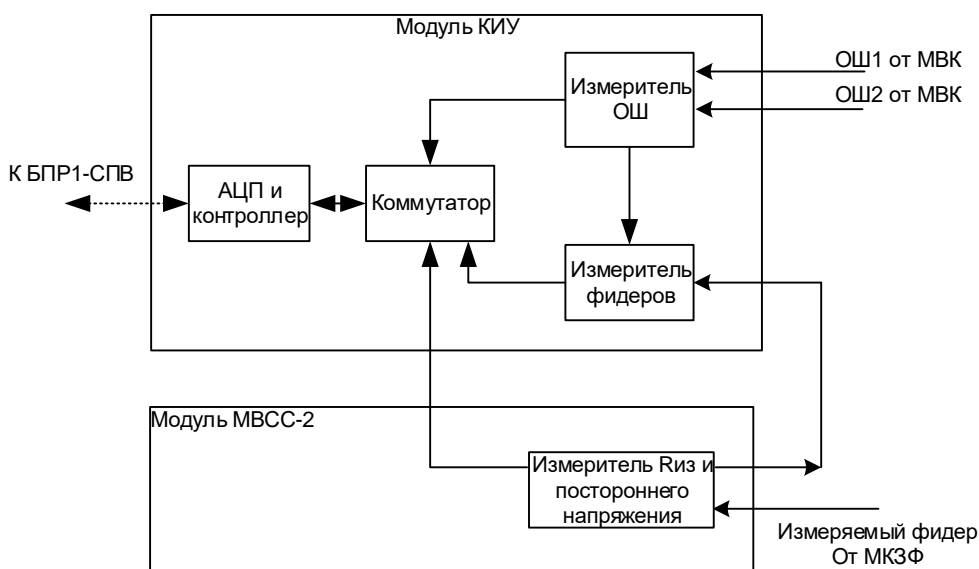 Модуль КИУ
ОШ1 от МВК
Измеритель
ОШ
ОШ2 от МВК
К БПР1-СПВ
АЦП и
контроллер
Коммутатор
Измеритель
фидеров
Модуль МВСС-2
Измеритель Rиз и
постороннего
напряжения
Измеряемый фидер
От МКЗФ